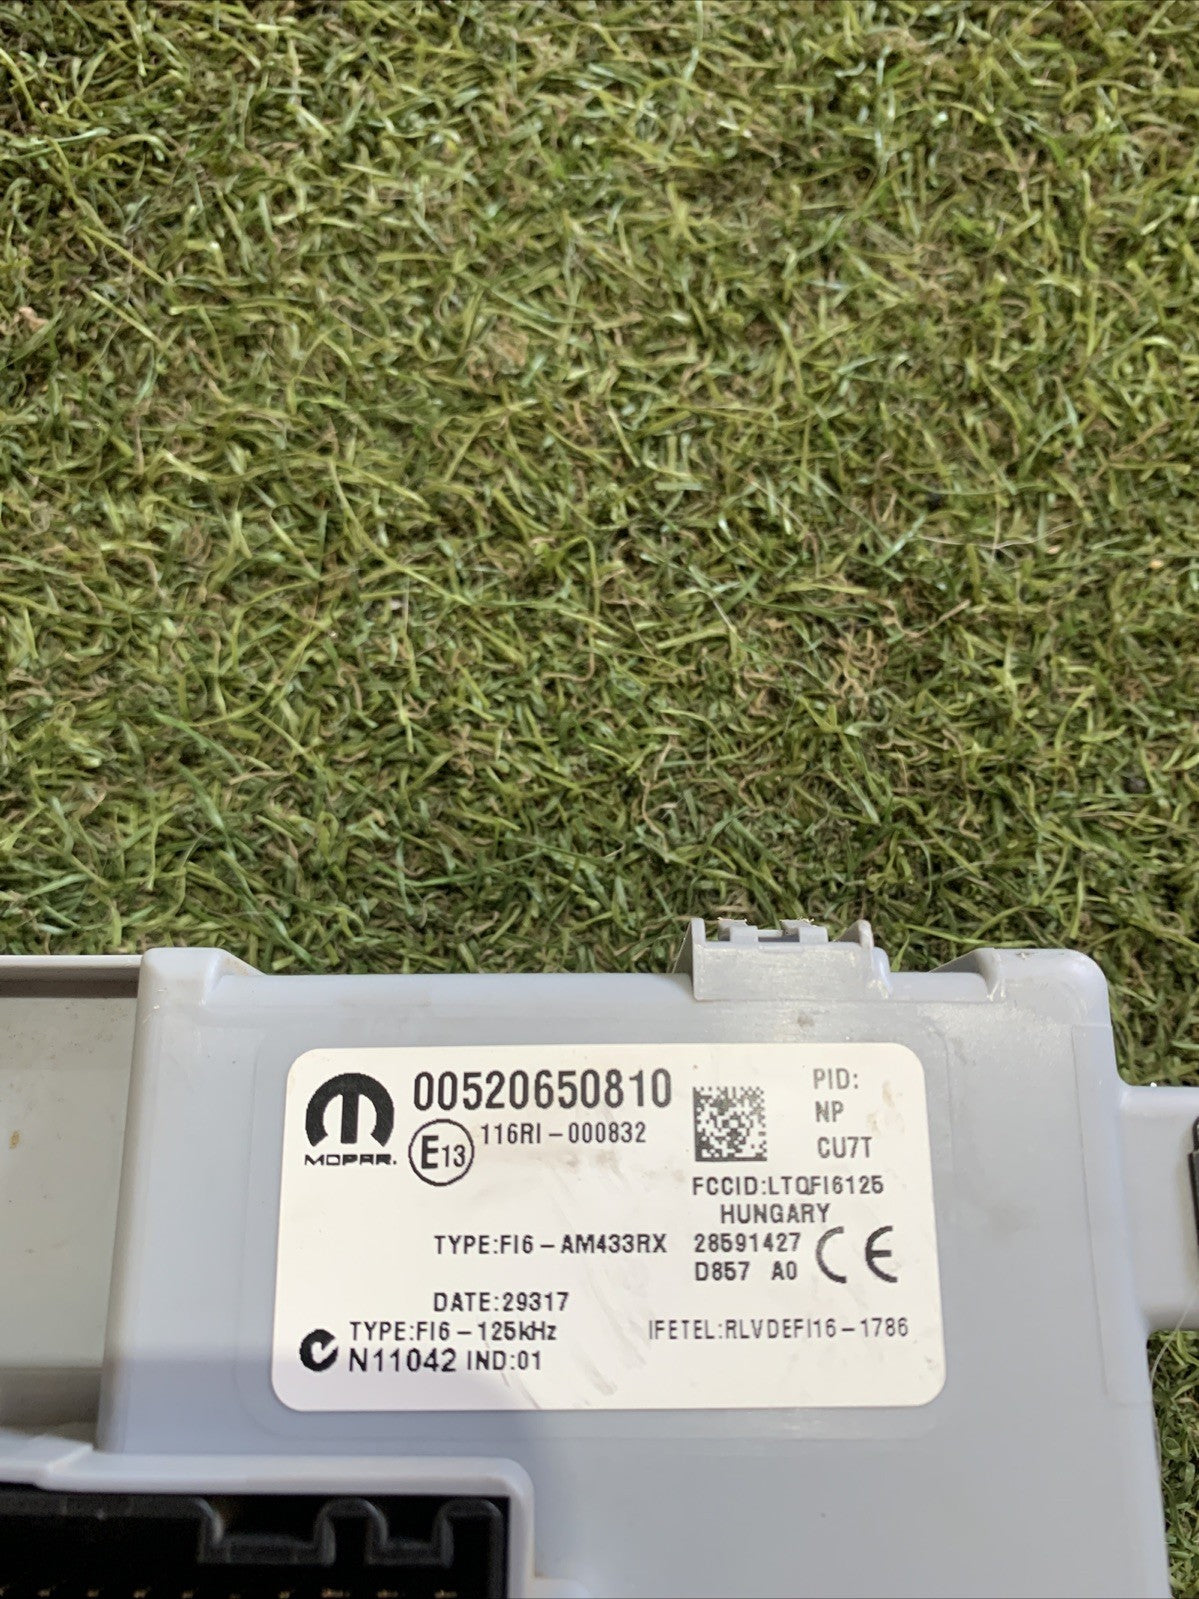 00520650810
MOPAR.
E13
116RI-000832
PID:
NP
CU7T
FCCID:LTQFI6125
HUNGARY
TYPE:FI6-AM433RX
28591427
D857 A0
CE
DATE:29317
TYPE:FI6-125kHz
IFETEL:RLVDEFI16-1786
N11042 IND:01